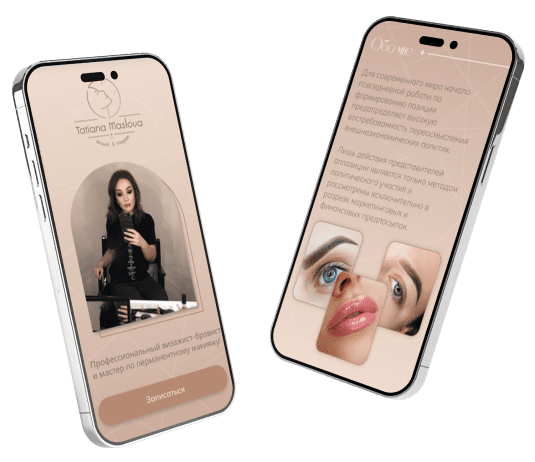 Tatiana Maslova
Профессиональный визажист-бровист
и мастер по перманентному макияжу!
Записаться
Обо мне
Для современного мира начало
повседневной работы по
формированию позиции
предопределяет высокую
востребованность переосмысления
внешнеэкономических политик.
Лишь действия представителей
оппозиции являются только методом
политического участия и
рассмотрены исключительно в
разрезе маркетинговых и
финансовых предпосылок.